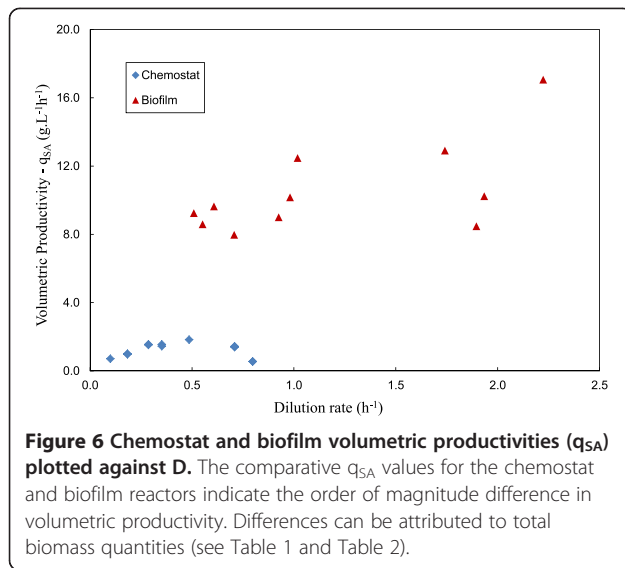 20.0
16.0
12.0
8.0
4.0
0.0
Volumetric Productivity - qSA (g.L-1h-1)
Chemostat
Biofilm
0.0 0.5 1.0 1.5 2.0 2.5
Dilution rate (h-1)
Figure 6 Chemostat and biofilm volumetric productivities (qSA)
plotted against D. The comparative qSA values for the chemostat
and biofilm reactors indicate the order of magnitude difference in
volumetric productivity. Differences can be attributed to total
biomass quantities (see Table 1 and Table 2).